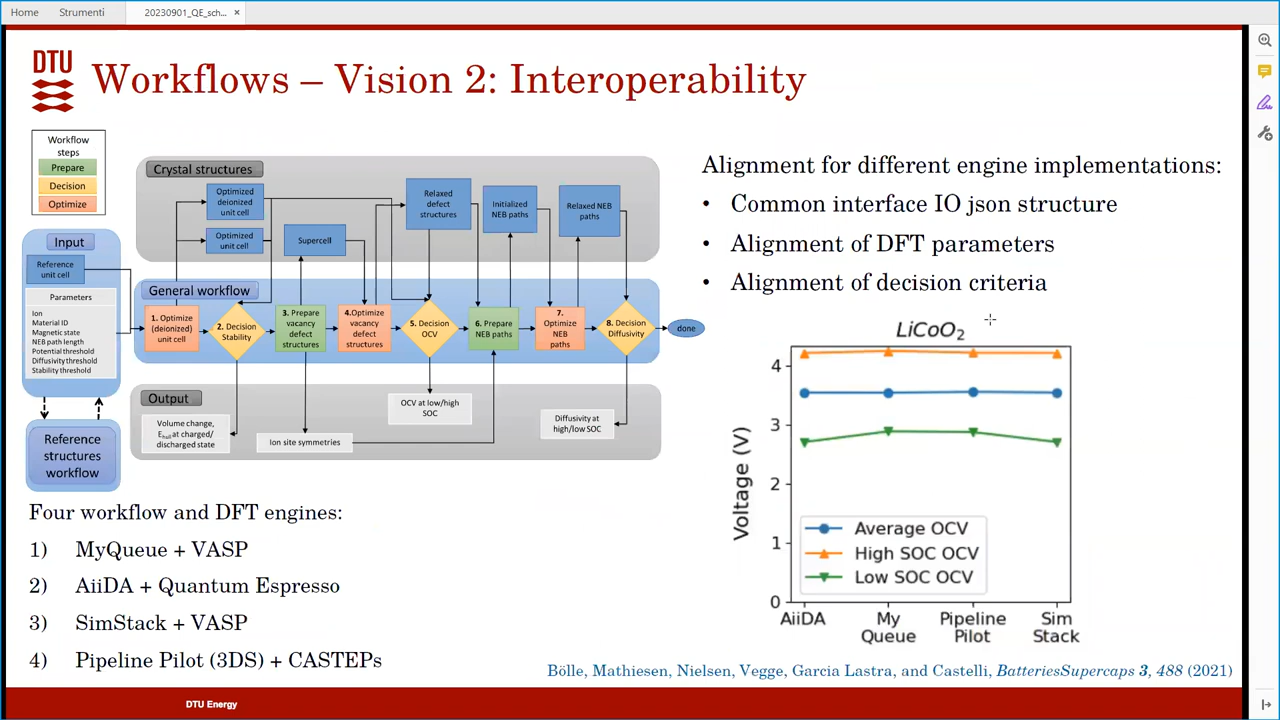 Home
Strumenti
20230901_QE_sch...
×
DTU
Workflows – Vision 2: Interoperability
Workflow
steps
Prepare
Decision
Optimize
Crystal structures
Optimized
deionized
unit cell
Optimized
unit cell
Supercell
Relaxed
defect
structures
Initialized
NEB paths
Relaxed NEB
paths
Input
Reference
unit cell
Parameters
Ion
Material ID
Magnetic state
NEB path length
Potential threshold
Diffusivity threshold
Stability threshold
Reference
structures
workflow
General workflow
1. Optimize
(deionized)
unit cell
2. Decision
Stability
3. Prepare
vacancy
defect
structures
4.Optimize
vacancy
defect
structures
5. Decision
OCV
6. Prepare
NEB paths
7.
Optimize
NEB
paths
8. Decision
Diffusivity
done
Output
Volume change,
Ehull at charged/
discharged state
Ion site symmetries
OCV at low/high
SOC
Diffusivity at
high/low SOC
Four workflow and DFT engines:
1) MyQueue + VASP
2) AiiDA + Quantum Espresso
3) SimStack + VASP
4) Pipeline Pilot (3DS) + CASTEPs
Alignment for different engine implementations:
• Common interface IO json structure
• Alignment of DFT parameters
• Alignment of decision criteria
LiCoO2
Voltage (V)
4
3
2
1
0
Average OCV
High SOC OCV
Low SOC OCV
AiiDA
My
Queue
Pipeline
Pilot
Sim
Stack
Bölle, Mathiesen, Nielsen, Vegge, Garcia Lastra, and Castelli, BatteriesSupercaps 3, 488 (2021)
DTU Energy